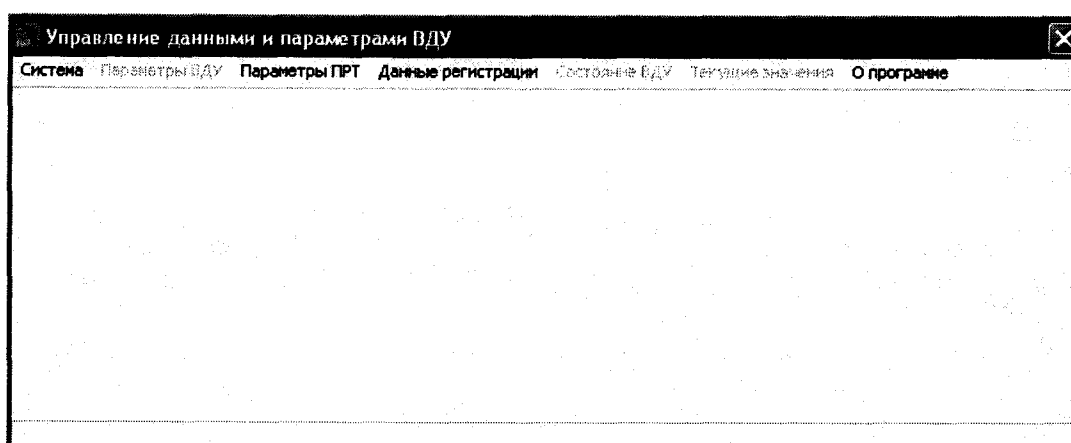 Управление данными и параметрами ВДУ
Система Параметры ВДУ Параметры ПРТ Данные регистрации Состояние ВДУ Текущие значения О программе